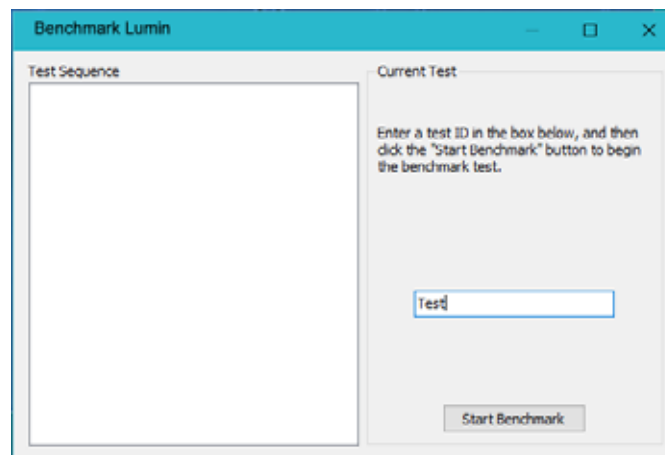 Benchmark Lumin
Test Sequence
Current Test
Enter a test ID in the box below, and then
click the "Start Benchmark" button to begin
the benchmark test.
Test
Start Benchmark